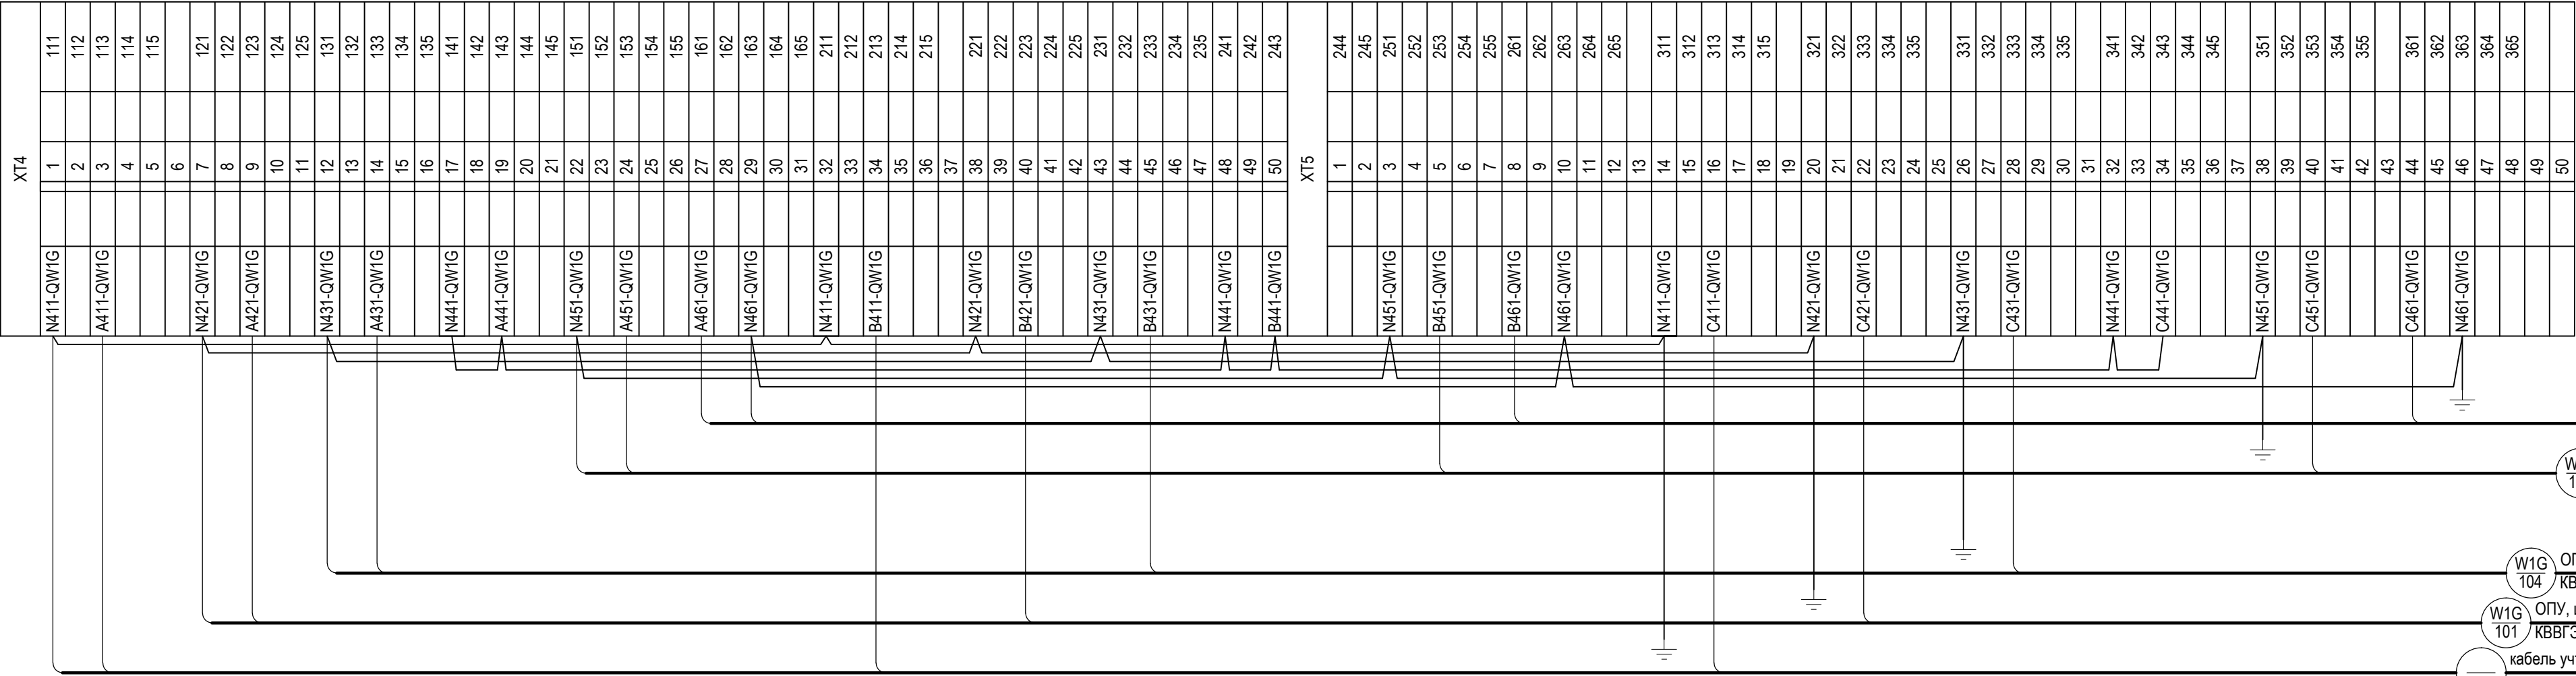 XT4
111 112 113 114 115 121 122 123 124 125 131 132 133 134 135 141 142 143 144 145 151 152 153 154 155 161 162 163 164 165 211 212 213 214 215 221 222 223 224 225 231 232 233 234 235 241 242 243
1 2 3 4 5 6 7 8 9 10 11 12 13 14 15 16 17 18 19 20 21 22 23 24 25 26 27 28 29 30 31 32 33 34 35 36 37 38 39 40 41 42 43 44 45 46 47 48 49 50
N411-QW1G A411-QW1G N421-QW1G A421-QW1G N431-QW1G A431-QW1G N441-QW1G A441-QW1G N451-QW1G A451-QW1G A461-QW1G N461-QW1G N411-QW1G B411-QW1G N421-QW1G B421-QW1G N431-QW1G B431-QW1G N441-QW1G B441-QW1G
XT5
244 245 251 252 253 254 255 261 262 263 264 265 311 312 313 314 315 321 322 333 334 335 331 332 333 334 335 341 342 343 344 345 351 352 353 354 355 361 362 363 364 365
1 2 3 4 5 6 7 8 9 10 11 12 13 14 15 16 17 18 19 20 21 22 23 24 25 26 27 28 29 30 31 32 33 34 35 36 37 38 39 40 41 42 43 44 45 46 47 48 49 50
N451-QW1G B451-QW1G B461-QW1G N461-QW1G N411-QW1G C411-QW1G N421-QW1G C421-QW1G N431-QW1G C431-QW1G N441-QW1G C441-QW1G N451-QW1G C451-QW1G C461-QW1G N461-QW1G
W1G
104
W1G
101
ОПУ,
кабель